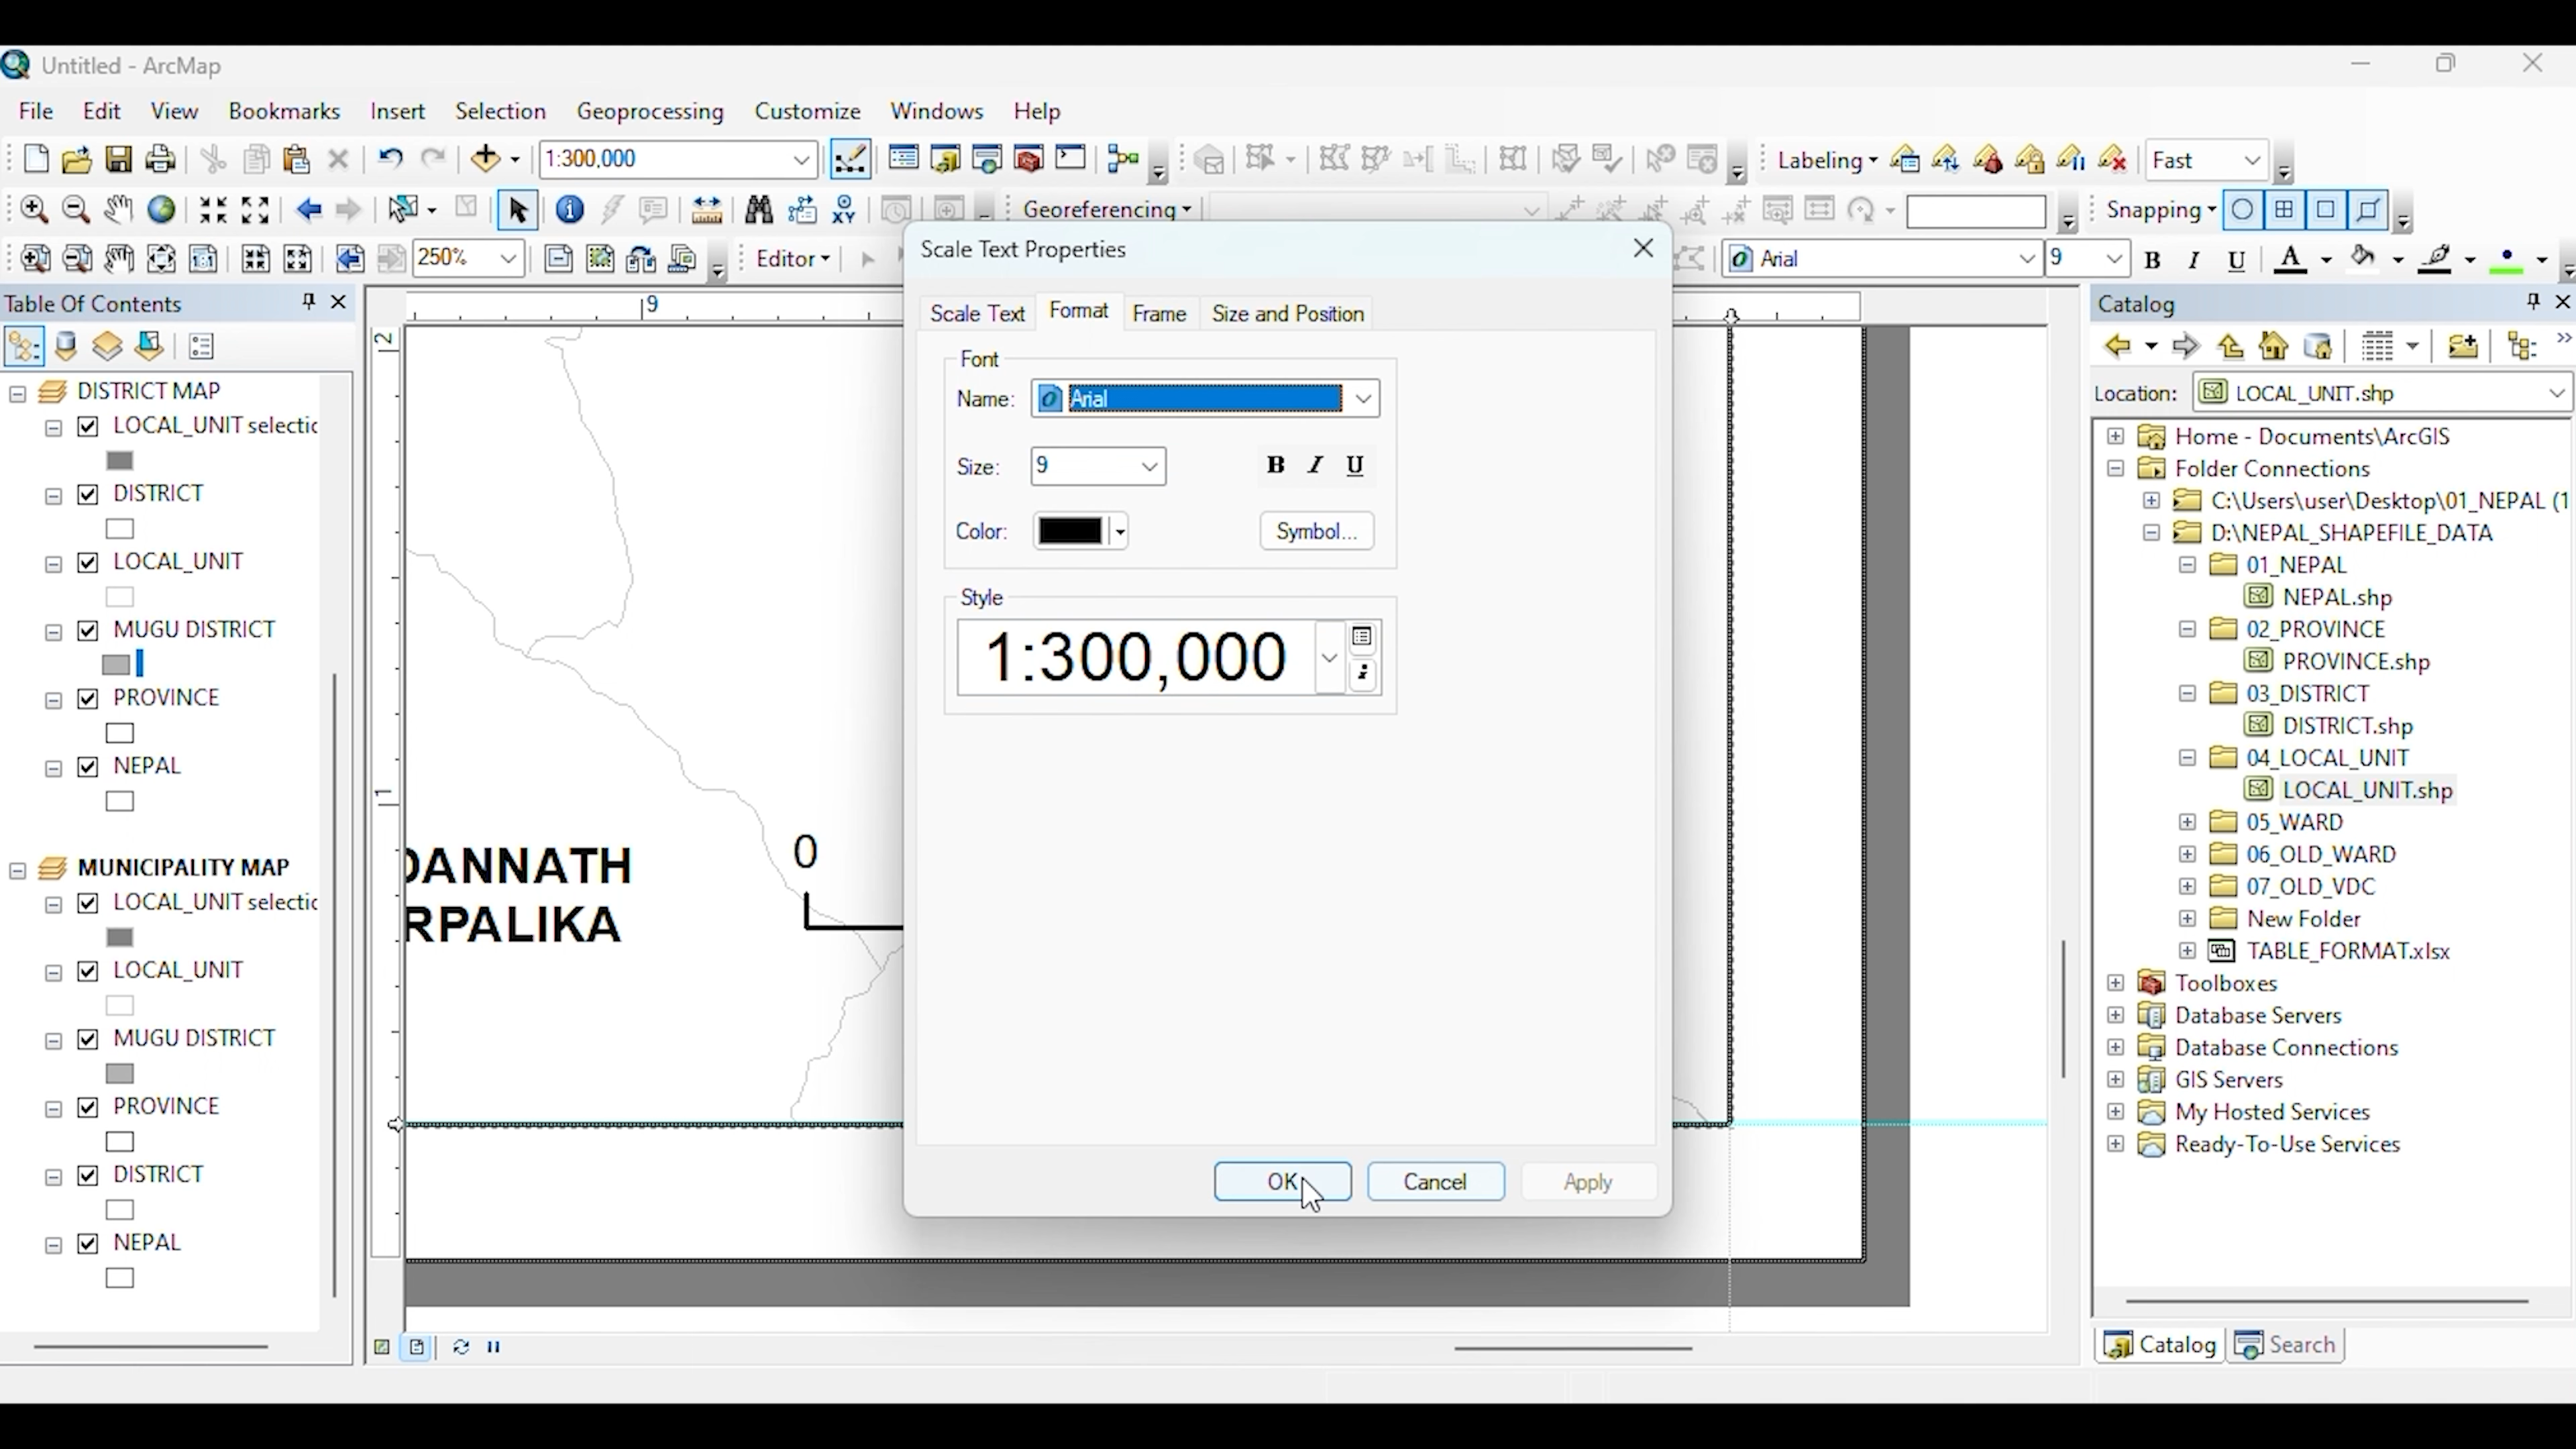 Untitled - ArcMap
File Edit View Bookmarks Insert Selection Geoprocessing Customize Windows Help
1:300,000 Labeling Fast
XY Georeferencing Snapping
250% Editor Arial 9 B I U A
Table Of Contents
DISTRICT MAP
LOCAL_UNIT selectic
DISTRICT
LOCAL_UNIT
MUGU DISTRICT
PROVINCE
NEPAL
MUNICIPALITY MAP
LOCAL_UNIT selectic
LOCAL_UNIT
MUGU DISTRICT
PROVINCE
DISTRICT
NEPAL
9
2
1
DANNATH
RPALIKA
0
Scale Text Properties
Scale Text Format Frame Size and Position
Font
Name: Arial
Size: 9 B I U
Color: Symbol...
Style
1:300,000
OK Cancel Apply
Catalog
Location: LOCAL_UNIT.shp
Home - Documents\ArcGIS
Folder Connections
C:\Users\user\Desktop\01_NEPAL (1
D:\NEPAL_SHAPEFILE_DATA
01_NEPAL
NEPAL.shp
02_PROVINCE
PROVINCE.shp
03_DISTRICT
DISTRICT.shp
04_LOCAL_UNIT
LOCAL_UNIT.shp
05_WARD
06_OLD_WARD
07_OLD_VDC
New Folder
TABLE_FORMAT.xlsx
Toolboxes
Database Servers
Database Connections
GIS Servers
My Hosted Services
Ready-To-Use Services
Catalog Search